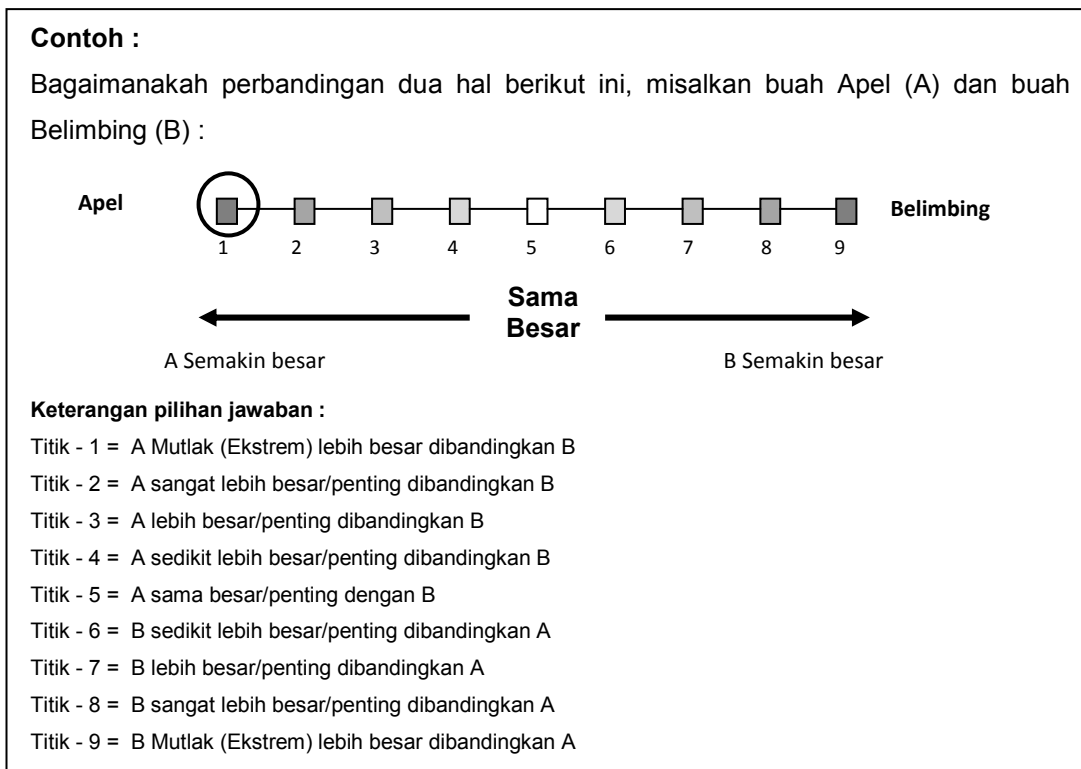 Contoh :
Bagaimanakah perbandingan dua hal berikut ini, misalkan buah Apel (A) dan buah
Belimbing (B) :
Apel
Belimbing
1 2 3 4 5 6 7 8 9
Sama
Besar
A Semakin besar
B Semakin besar
Keterangan pilihan jawaban :
Titik - 1 = A Mutlak (Ekstrem) lebih besar dibandingkan B
Titik - 2 = A sangat lebih besar/penting dibandingkan B
Titik - 3 = A lebih besar/penting dibandingkan B
Titik - 4 = A sedikit lebih besar/penting dibandingkan B
Titik - 5 = A sama besar/penting dengan B
Titik - 6 = B sedikit lebih besar/penting dibandingkan A
Titik - 7 = B lebih besar/penting dibandingkan A
Titik - 8 = B sangat lebih besar/penting dibandingkan A
Titik - 9 = B Mutlak (Ekstrem) lebih besar dibandingkan A